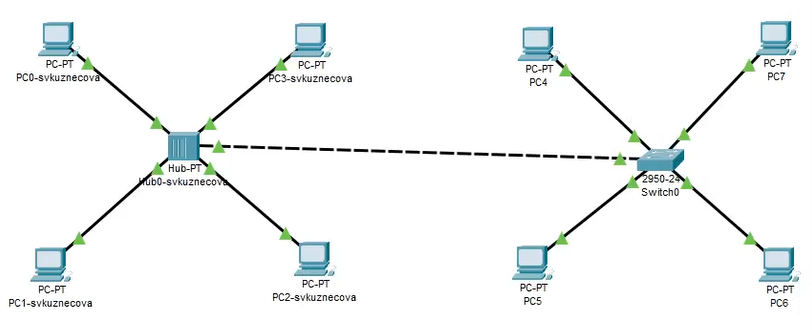 PC-PT
PC0-svkuznecova
PC-PT
PC3-svkuznecova
PC-PT
PC4
PC-PT
PC7
Hub-PT
Hub0-svkuznecova
2950-24
Switch0
PC-PT
PC1-svkuznecova
PC-PT
PC2-svkuznecova
PC-PT
PC5
PC-PT
PC6